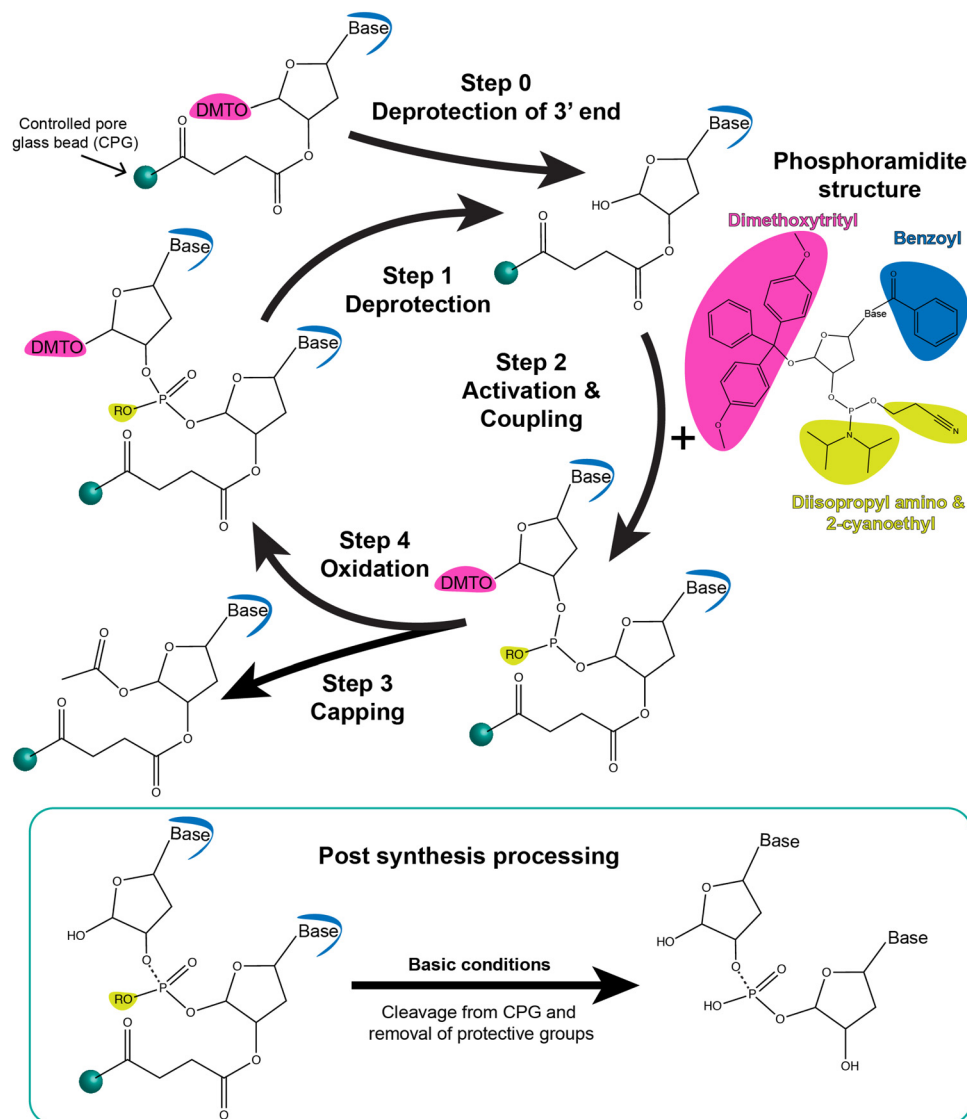 Base
DMTO
O
O
O
O
Controlled pore
glass bead (CPG)
Step 0
Deprotection of 3' end
Base
O
HO
O
O
O
Phosphoramidite
structure
Dimethoxytrityl
Benzoyl
O
O
Base
O
O
O
O
P
O
N
N
Diisopropyl amino &
2-cyanoethyl
Step 1
Deprotection
Base
O
DMTO
O
O
P
RO
O
Base
O
O
O
O
Step 2
Activation &
Coupling
+
Step 4
Oxidation
Base
O
DMTO
O
P
RO
O
Base
O
O
O
O
Step 3
Capping
Base
O
O
O
O
O
O
Post synthesis processing
Base
O
HO
O
O
P
RO
O
Base
O
O
O
O
Basic conditions
Cleavage from CPG and
removal of protective groups
Base
O
HO
O
O
P
HO
O
Base
O
OH